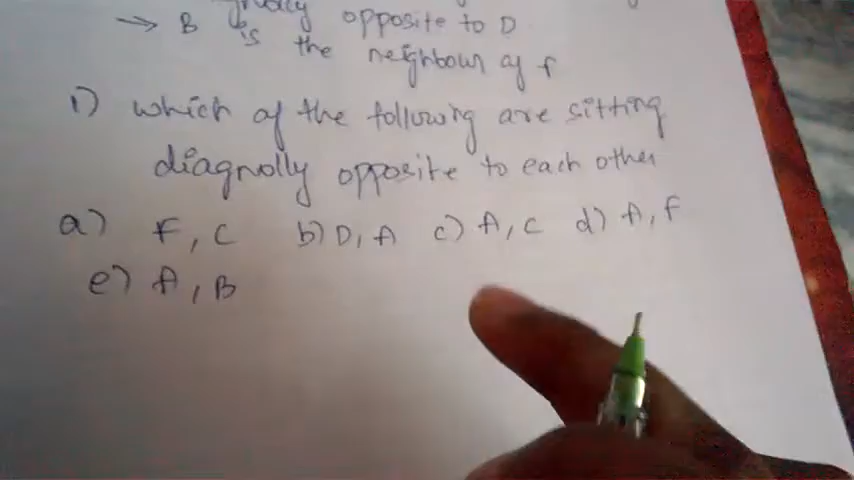 opposite to D
→ B is the neighbour of f
1) which of the following are sitting
diagnolly opposite to each other
a) F, C b) D, A c) A, C d) A, F
e) A, B